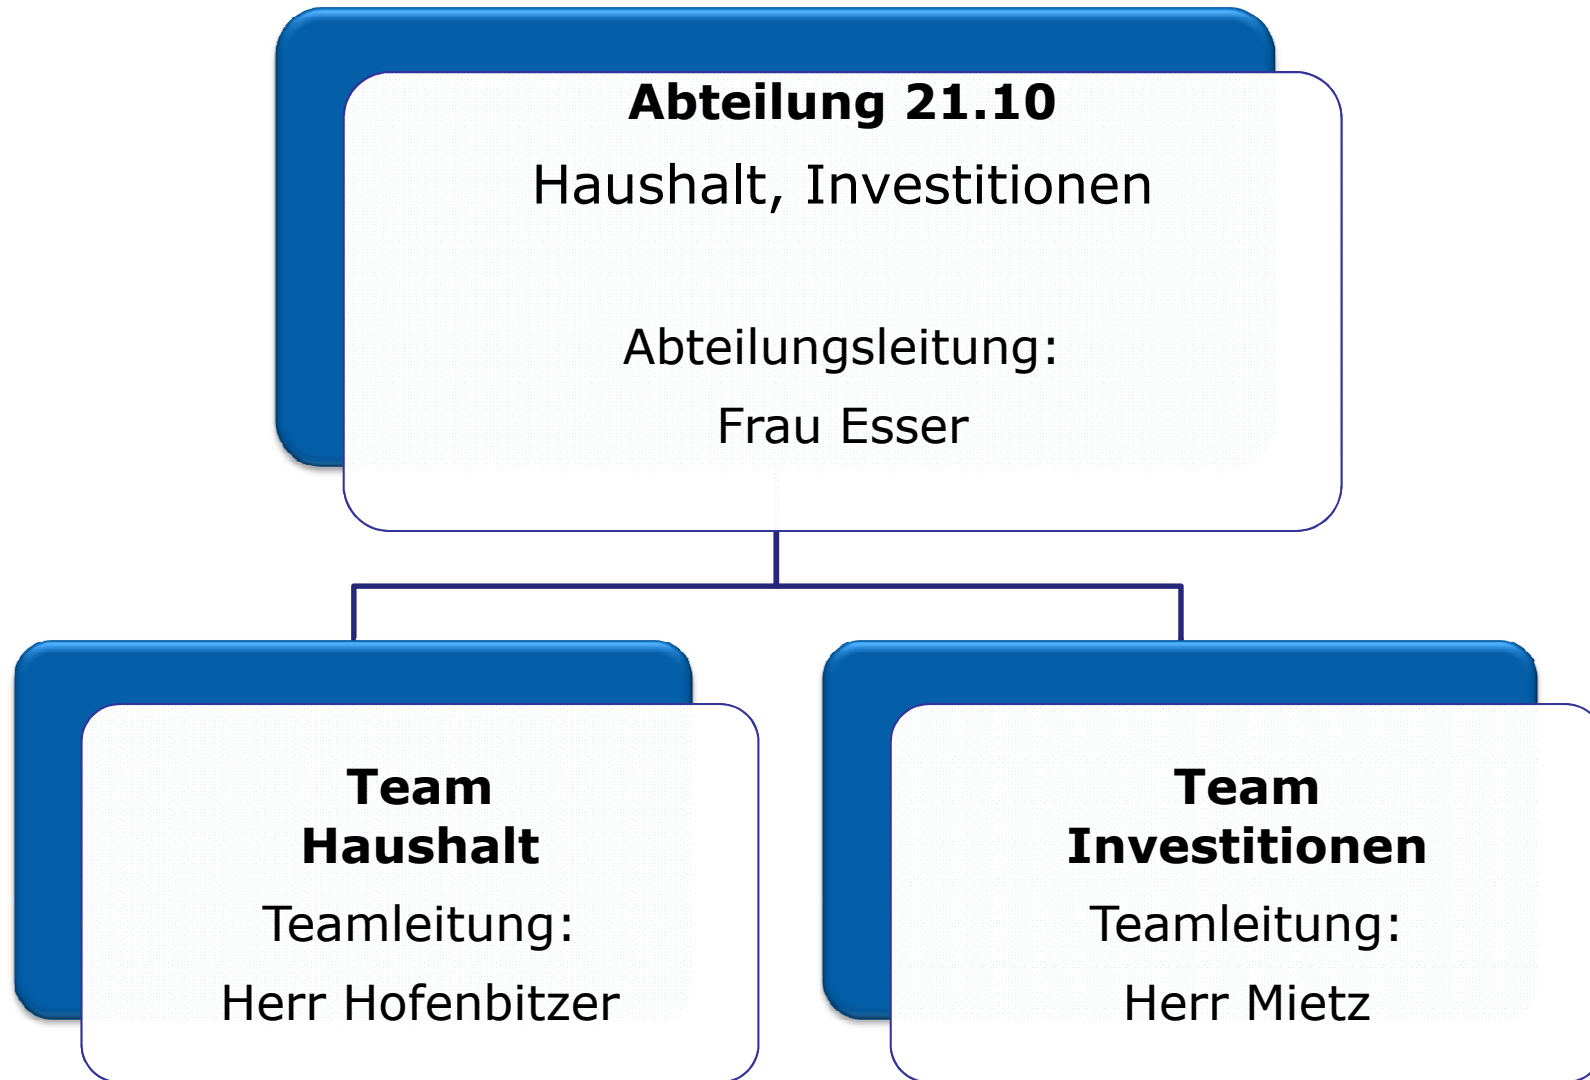 Abteilung 21.10
Haushalt, Investitionen
Abteilungsleitung:
Frau Esser
Team
Haushalt
Teamleitung:
Herr Hofenbitzer
Team
Investitionen
Teamleitung:
Herr Mietz